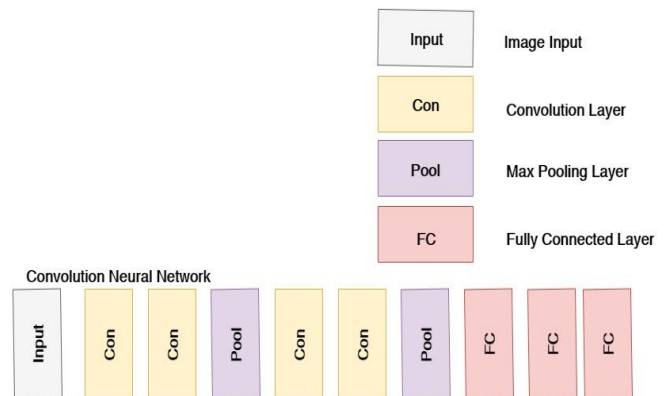 Input Image Input
Con Convolution Layer
Pool Max Pooling Layer
FC Fully Connected Layer
Convolution Neural Network
Input Con Con Pool Con Con Pool FC FC FC